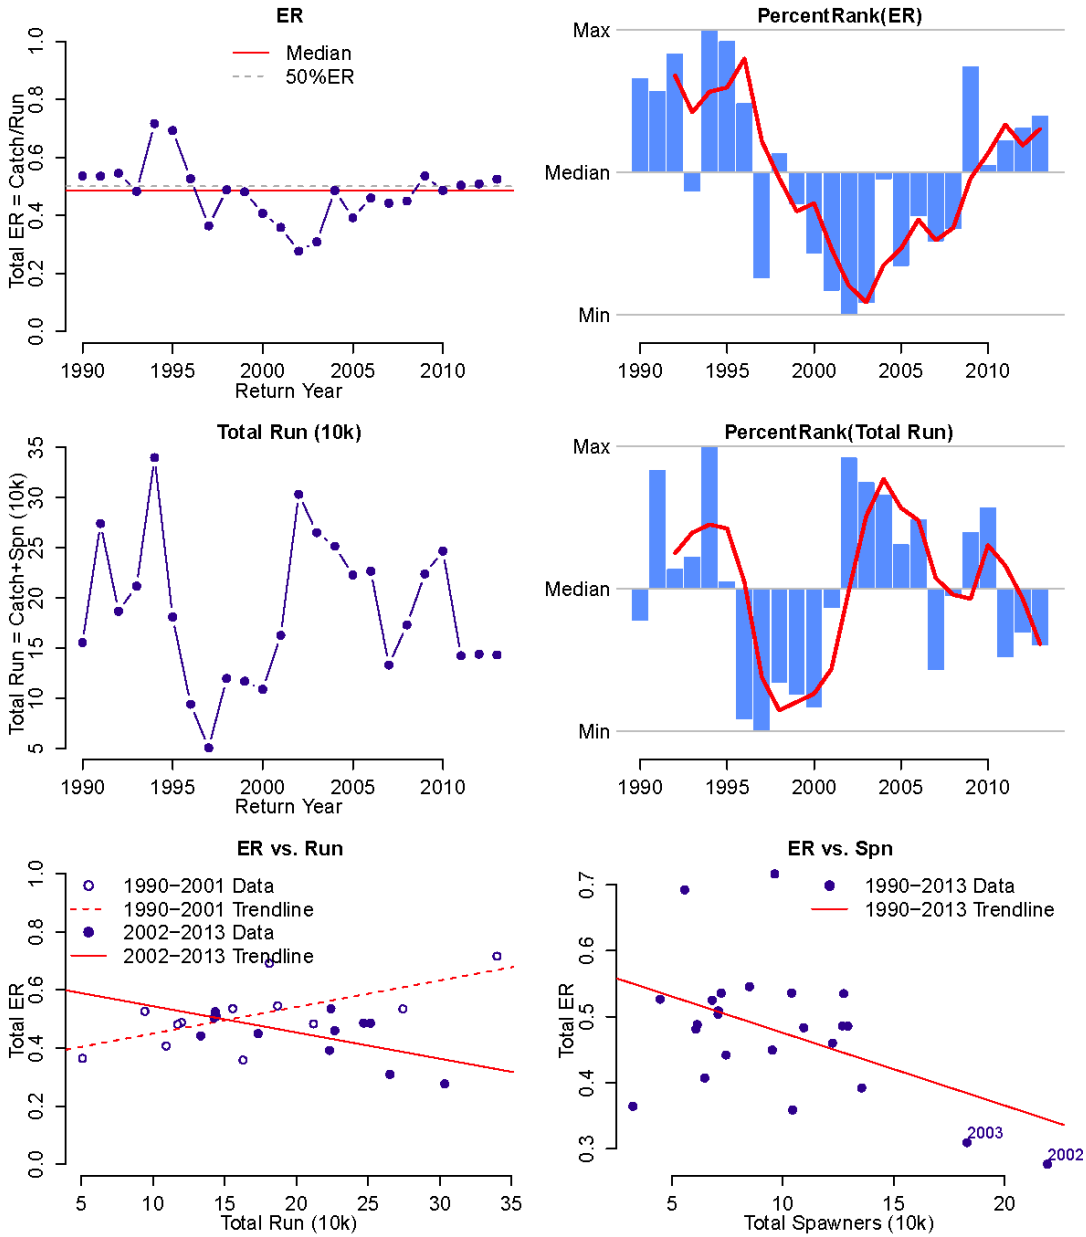 ER
Total ER = Catch/Run
0.0 0.2 0.4 0.6 0.8 1.0
Median
50%ER
1990 1995 2000 2005 2010
Return Year
PercentRank(ER)
Max
Median
Min
1990 1995 2000 2005 2010
Total Run (10k)
Total Run = Catch+Spn (10k)
5 10 15 20 25 30 35
1990 1995 2000 2005 2010
Return Year
PercentRank(Total Run)
Max
Median
Min
1990 1995 2000 2005 2010
ER vs. Run
Total ER
0.0 0.2 0.4 0.6 0.8 1.0
1990−2001 Data
1990−2001 Trendline
2002−2013 Data
2002−2013 Trendline
5 10 15 20 25 30 35
Total Run (10k)
ER vs. Spn
Total ER
0.3 0.4 0.5 0.6 0.7
1990−2013 Data
1990−2013 Trendline
2003
2002
5 10 15 20
Total Spawners (10k)